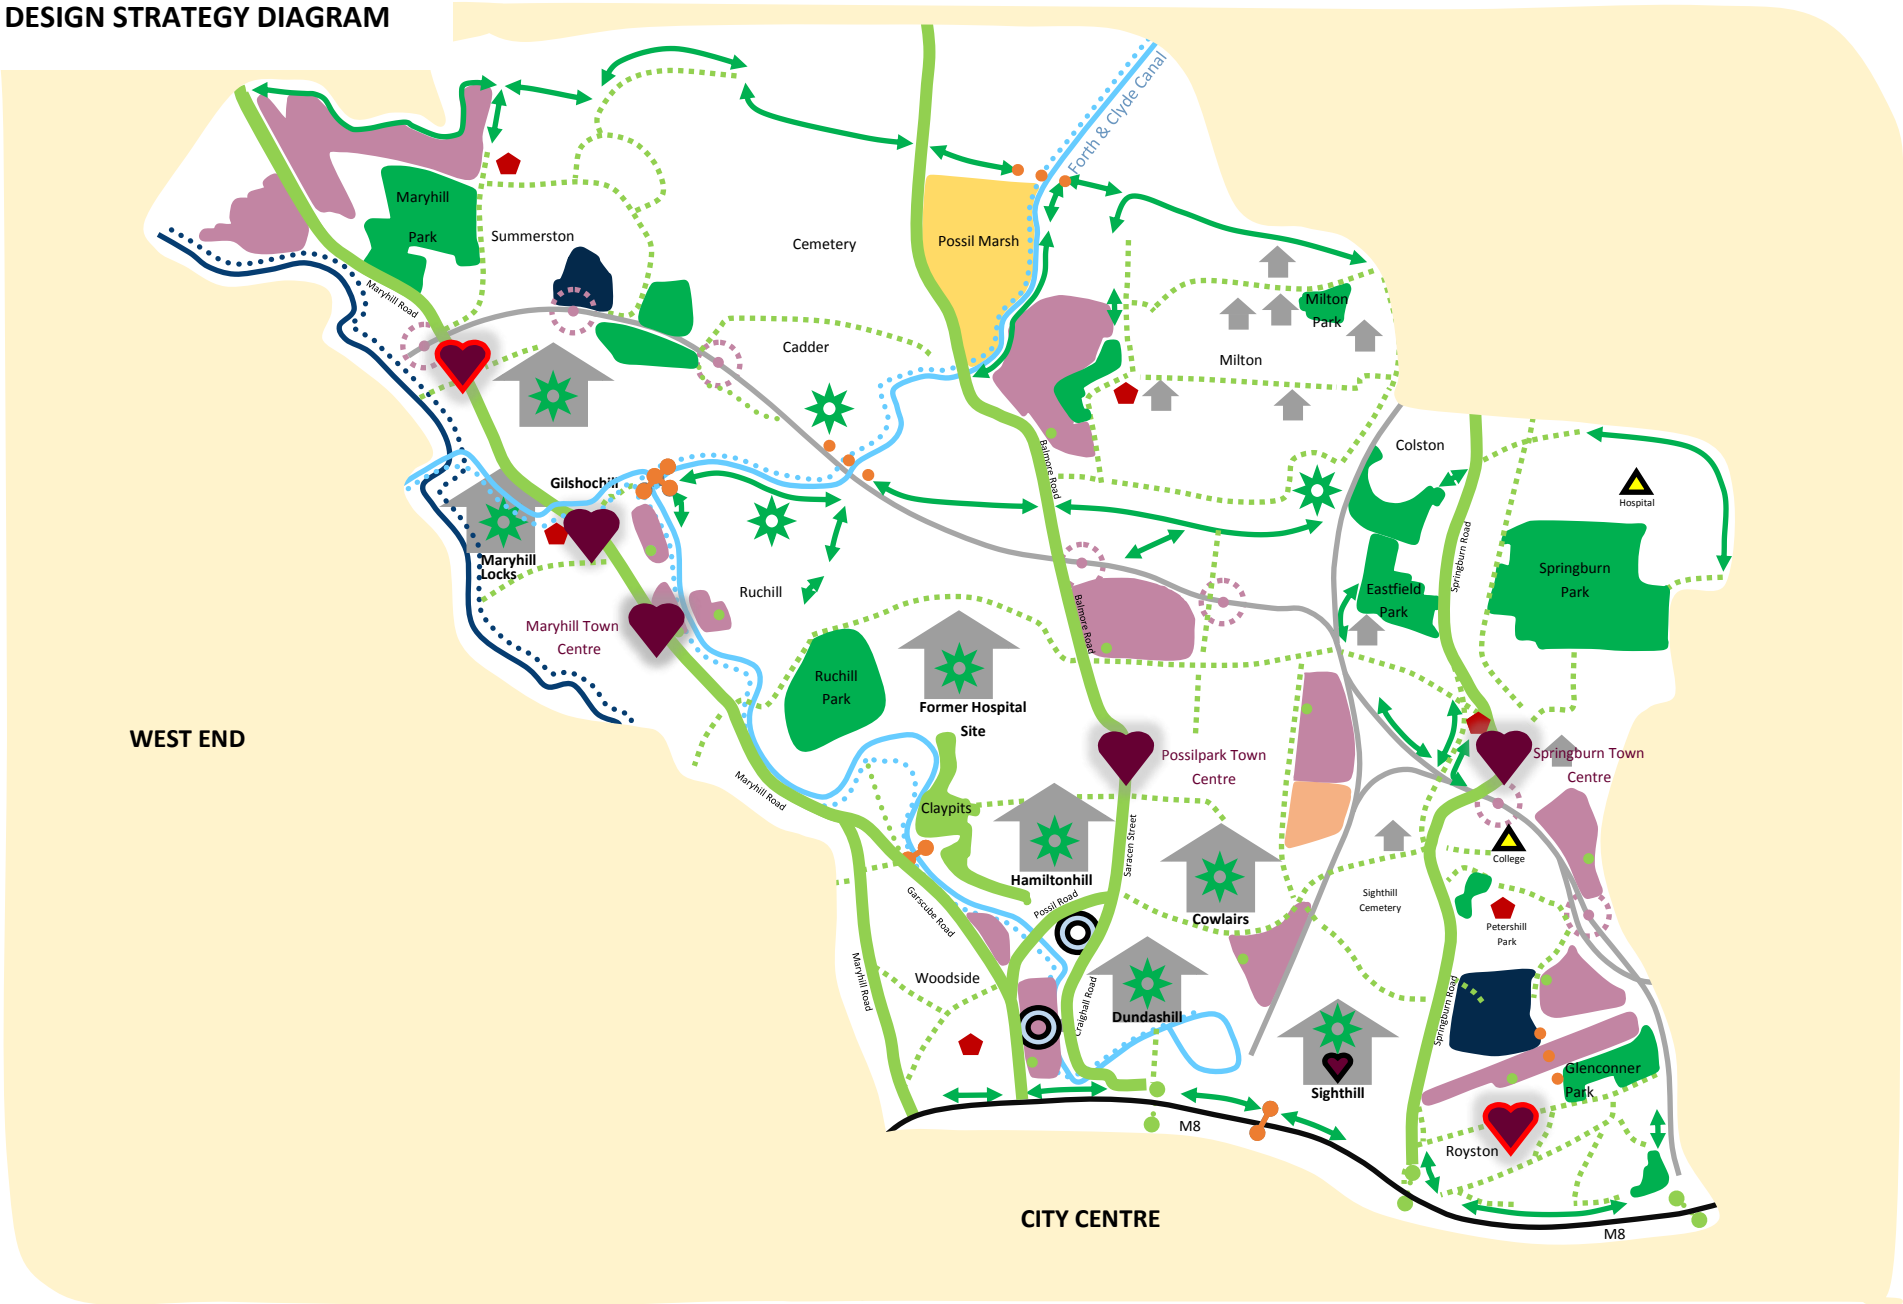 DESIGN STRATEGY DIAGRAM
Forth & Clyde Canal
Maryhill
Park
Summerston
Cemetery
Possil Marsh
Maryhill Road
Milton
Park
Cadder
Milton
Colston
Balmore Road
Gilshochill
Hospital
Springburn Road
Maryhill
Locks
Ruchill
Springburn
Park
Eastfield
Park
Balmore Road
Maryhill Town
Centre
Ruchill
Park
Former Hospital
Site
WEST END
Possilpark Town
Centre
Springburn Town
Centre
Maryhill Road
Claypits
Saracen Street
College
Hamiltonhill
Possil Road
Garscube Road
Cowlairs
Sighthill
Cemetery
Petershill
Park
Woodside
Maryhill Road
Craighall Road
Dundashill
Springburn Road
Sighthill
Glenconner
Park
M8
Royston
CITY CENTRE
M8